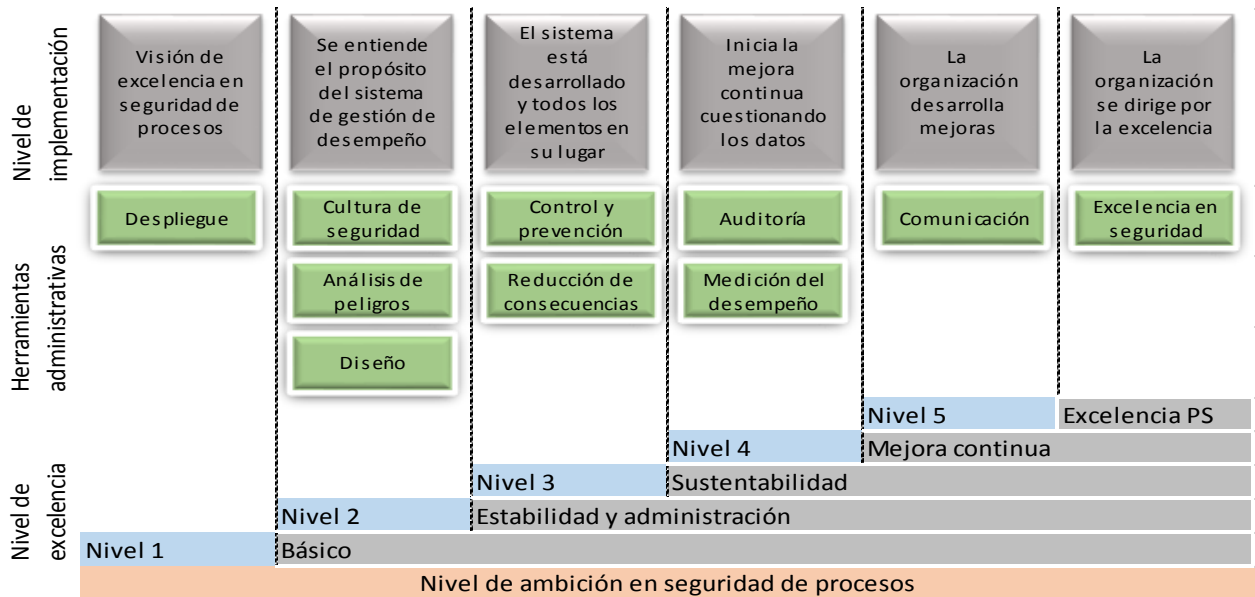 Nivel de
implementación
Visión de
excelencia en
seguridad de
procesos
Se entiende
el propósito
del sistema
de gestión de
desempeño
El sistema
está
desarrollado
y todos los
elementos en
su lugar
Inicia la
mejora
continua
cuestionando
los datos
La
organización
desarrolla
mejoras
La
organización
se dirige por
la excelencia
Herramientas
administrativas
Despliegue
Cultura de
seguridad
Control y
prevención
Auditoría
Comunicación
Excelencia en
seguridad
Análisis de
peligros
Reducción de
consecuencias
Medición del
desempeño
Diseño
Nivel de
excelencia
Nivel 5
Excelencia PS
Nivel 4
Mejora continua
Nivel 3
Sustentabilidad
Nivel 2
Estabilidad y administración
Nivel 1
Básico
Nivel de ambición en seguridad de procesos